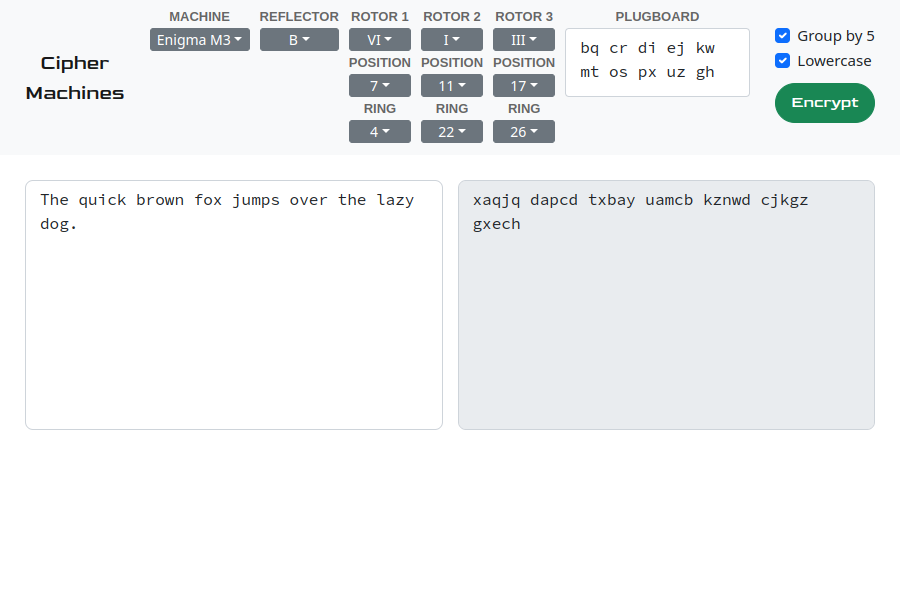 Cipher
Machines
MACHINE
Enigma M3
REFLECTOR
B
ROTOR 1
VI
POSITION
7
RING
4
ROTOR 2
I
POSITION
11
RING
22
ROTOR 3
III
POSITION
17
RING
26
PLUGBOARD
bq cr di ej kw
mt os px uz gh
Group by 5
Lowercase
Encrypt
The quick brown fox jumps over the lazy
dog.
xaqjq dapcd txbay uamcb kznwd cjkgz
gxech